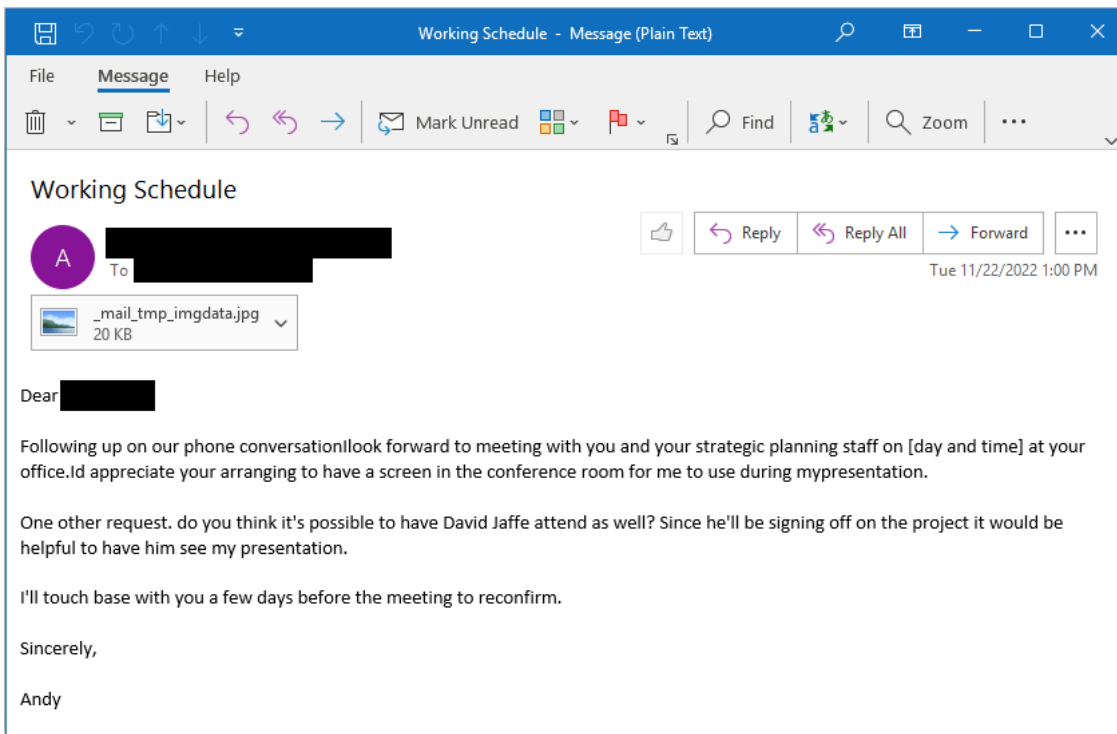 Working Schedule - Message (Plain Text)
File Message Help
Mark Unread Find Zoom
Working Schedule
A
Reply Reply All Forward
To
Tue 11/22/2022 1:00 PM
_mail_tmp_imgdata.jpg
20 KB
Dear
Following up on our phone conversationIlook forward to meeting with you and your strategic planning staff on [day and time] at your
office.Id appreciate your arranging to have a screen in the conference room for me to use during mypresentation.
One other request. do you think it's possible to have David Jaffe attend as well? Since he'll be signing off on the project it would be
helpful to have him see my presentation.
I'll touch base with you a few days before the meeting to reconfirm.
Sincerely,
Andy